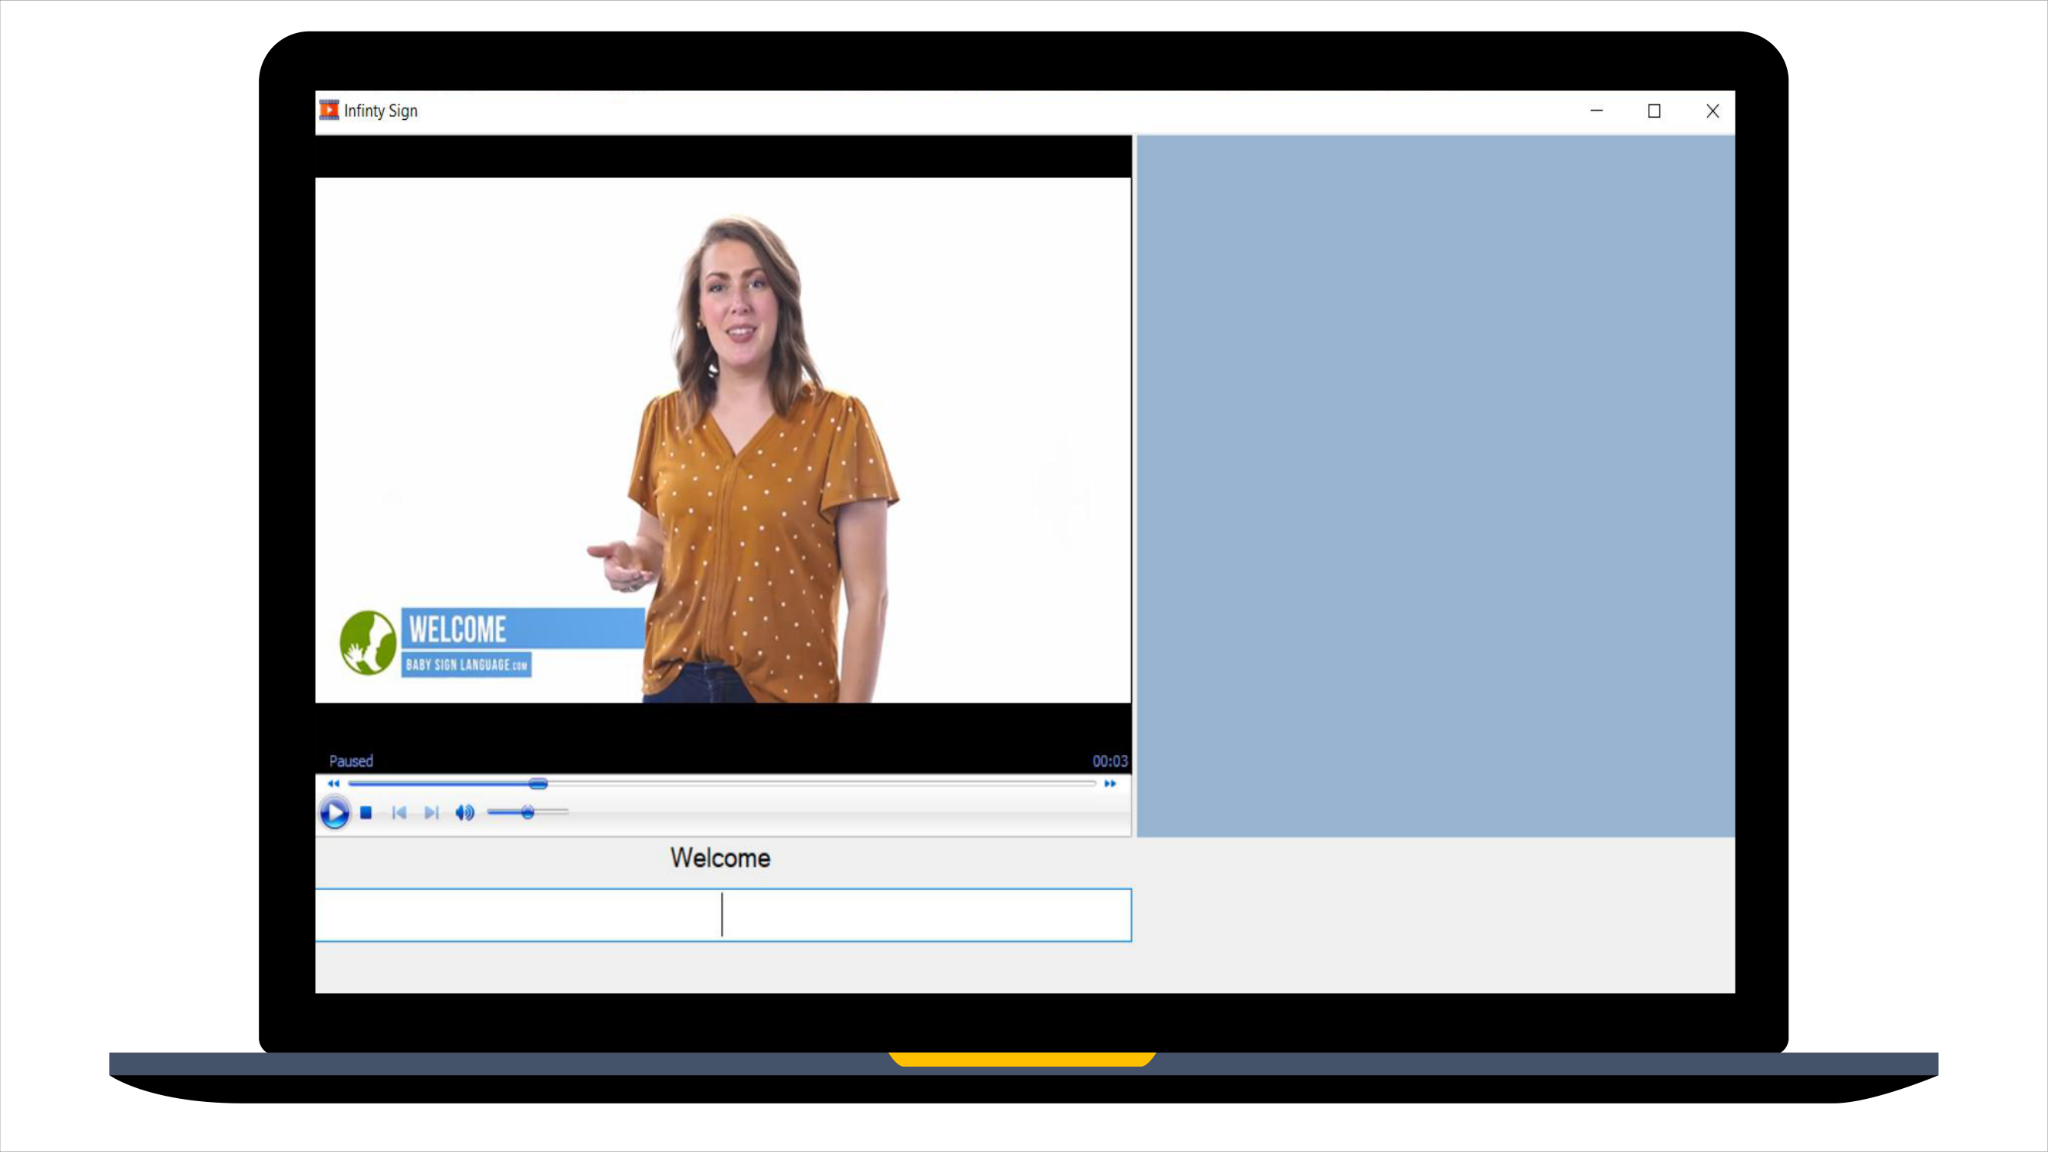 Infinty Sign
WELCOME
BABY SIGN LANGUAGE.COM
Paused
00:03
Welcome